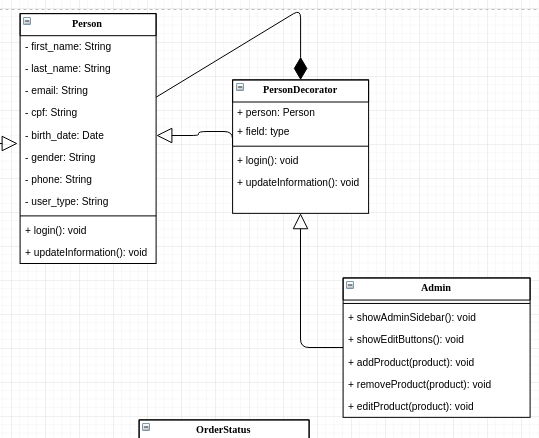 Person
- first_name: String
- last_name: String
- email: String
- cpf: String
- birth_date: Date
- gender: String
- phone: String
- user_type: String
+ login(): void
+ updateInformation(): void
PersonDecorator
+ person: Person
+ field: type
+ login(): void
+ updateInformation(): void
Admin
+ showAdminSidebar(): void
+ showEditButtons(): void
+ addProduct(product): void
+ removeProduct(product): void
+ editProduct(product): void
OrderStatus